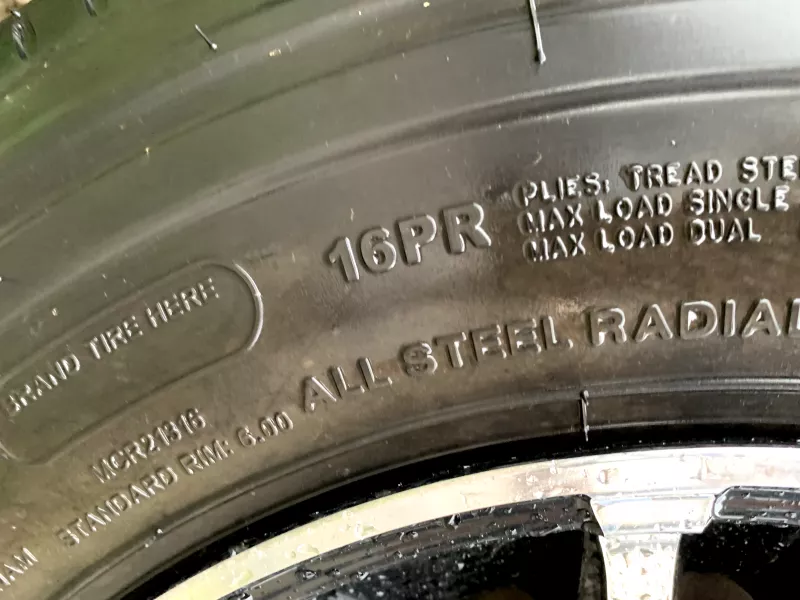 16PR
PLIES: TREAD STE
MAX LOAD SINGLE
MAX LOAD DUAL
BRAND TIRE HERE
ALL STEEL RADIAL
MCR21316
STANDARD RIM: 6.00